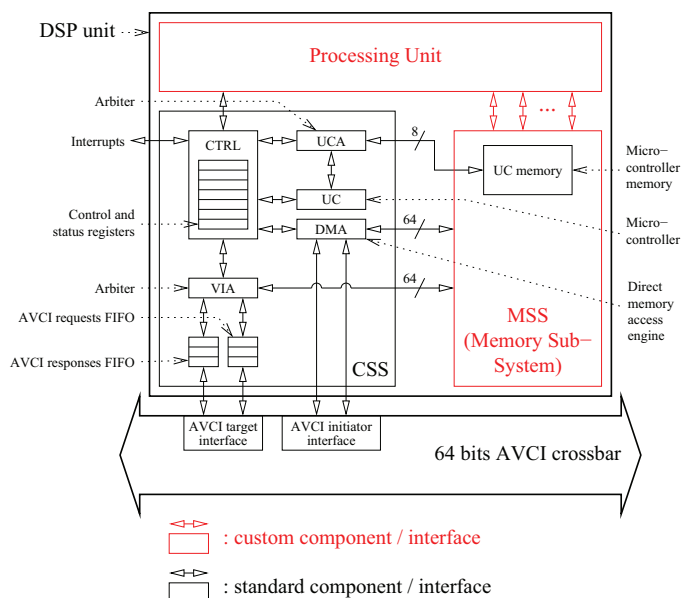 DSP unit
Processing Unit
Arbiter
Interrupts
CTRL
UCA
8
...
UC memory
Micro−
controller
memory
UC
Control and
status registers
DMA
64
Micro−
controller
Arbiter
VIA
64
Direct
memory
access
engine
AVCI requests FIFO
MSS
(Memory Sub−
System)
AVCI responses FIFO
CSS
AVCI target
interface
AVCI initiator
interface
64 bits AVCI crossbar
: custom component / interface
: standard component / interface